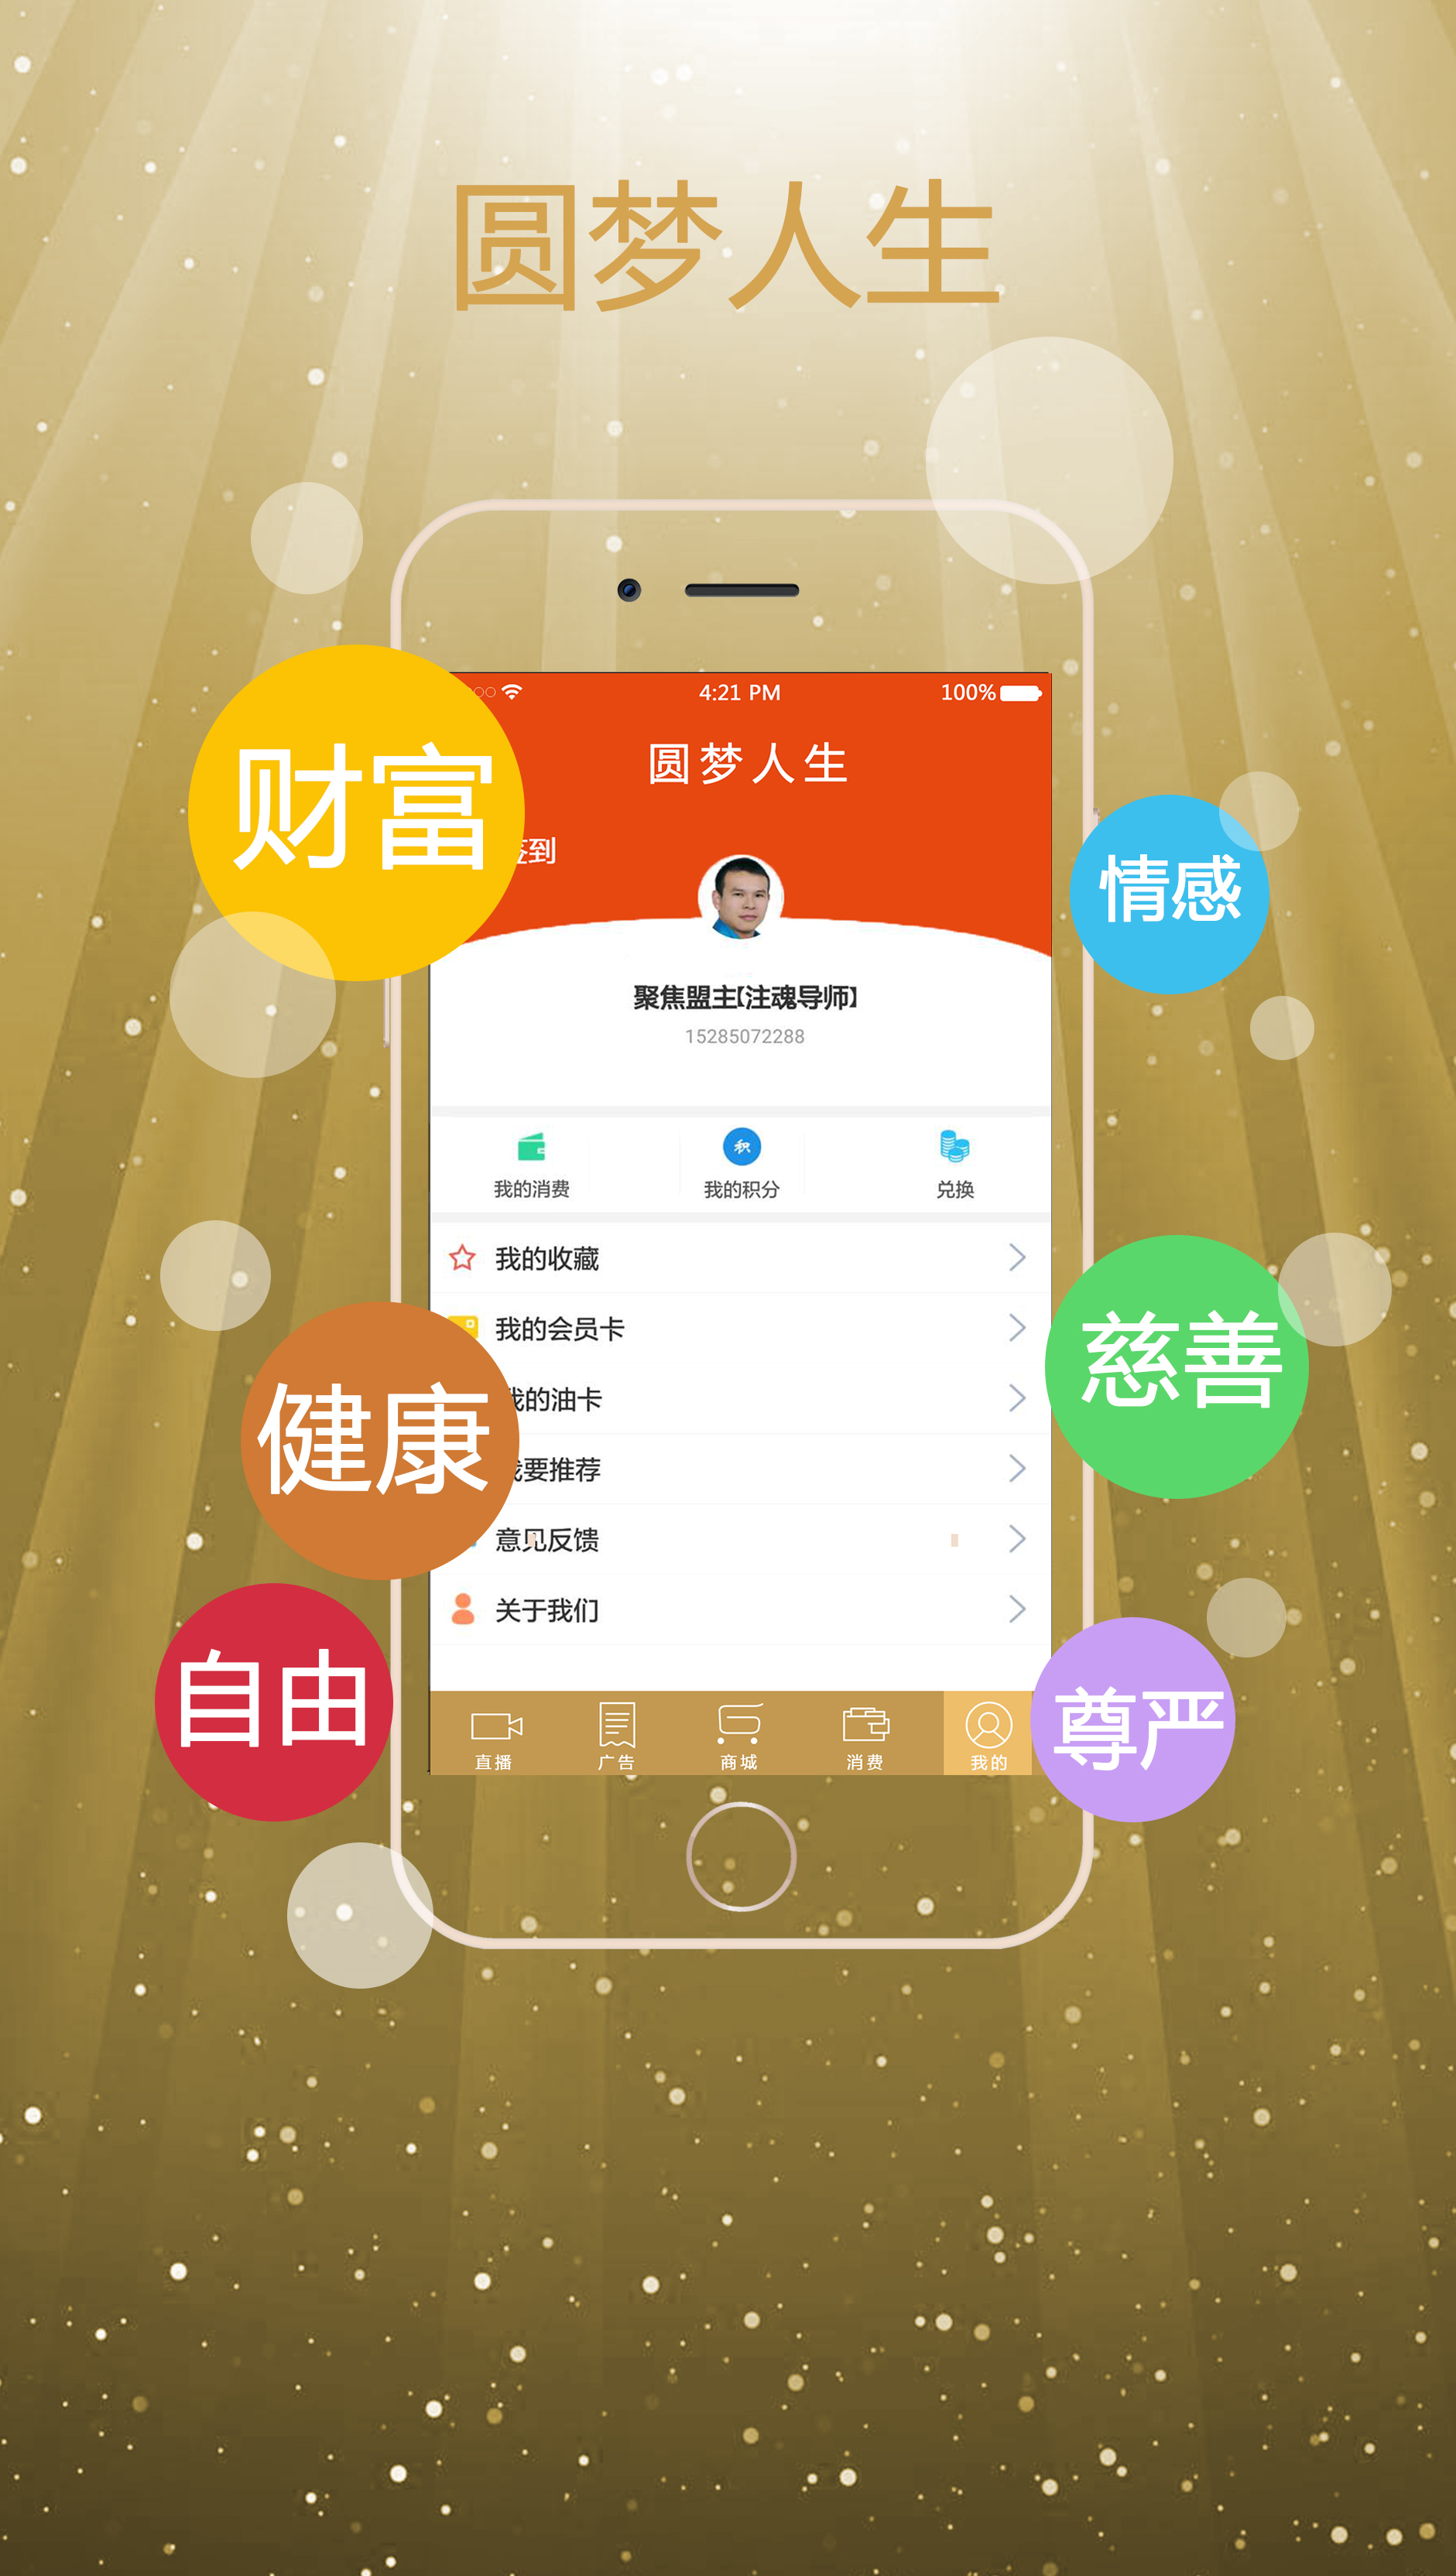 圆梦人生
4:21 PM
100%
圆梦人生
财富
到
情感
聚焦盟主【注魂导师】
15285072288
积
我的消费
我的积分
兑换
我的收藏
我的会员卡
慈善
健康
的油卡
要推荐
意见反馈
关于我们
自由
尊严
直播
广告
商城
消费
我的